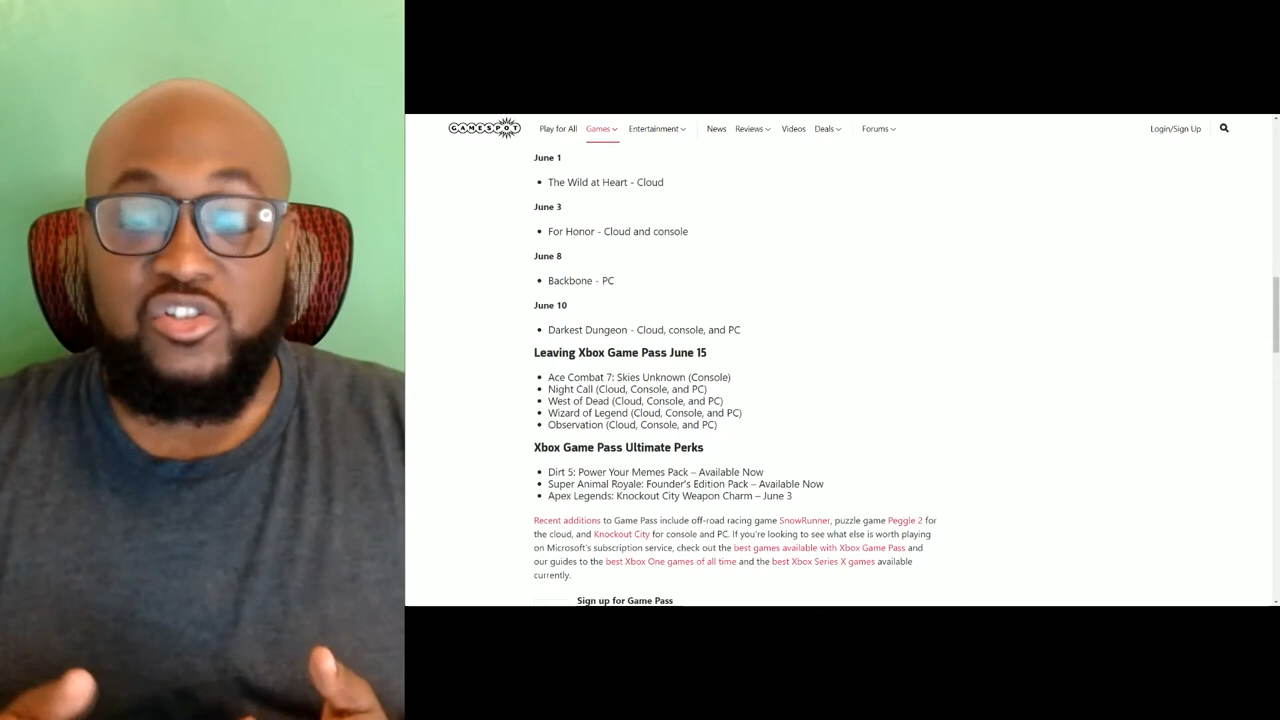 GAMESPOT
Play for All Games Entertainment News Reviews Videos Deals Forums Login/Sign Up
June 1
The Wild at Heart - Cloud
June 3
For Honor - Cloud and console
June 8
Backbone - PC
June 10
Darkest Dungeon - Cloud, console, and PC
Leaving Xbox Game Pass June 15
Ace Combat 7: Skies Unknown (Console)
Night Call (Cloud, Console, and PC)
West of Dead (Cloud, Console, and PC)
Wizard of Legend (Cloud, Console, and PC)
Observation (Cloud, Console, and PC)
Xbox Game Pass Ultimate Perks
Dirt 5: Power Your Memes Pack – Available Now
Super Animal Royale: Founder's Edition Pack – Available Now
Apex Legends: Knockout City Weapon Charm – June 3
Recent additions to Game Pass include off-road racing game SnowRunner, puzzle game Peggle 2 for
the cloud, and Knockout City for console and PC. If you're looking to see what else is worth playing
on Microsoft's subscription service, check out the best games available with Xbox Game Pass and
our guides to the best Xbox One games of all time and the best Xbox Series X games available
currently.
Sign up for Game Pass